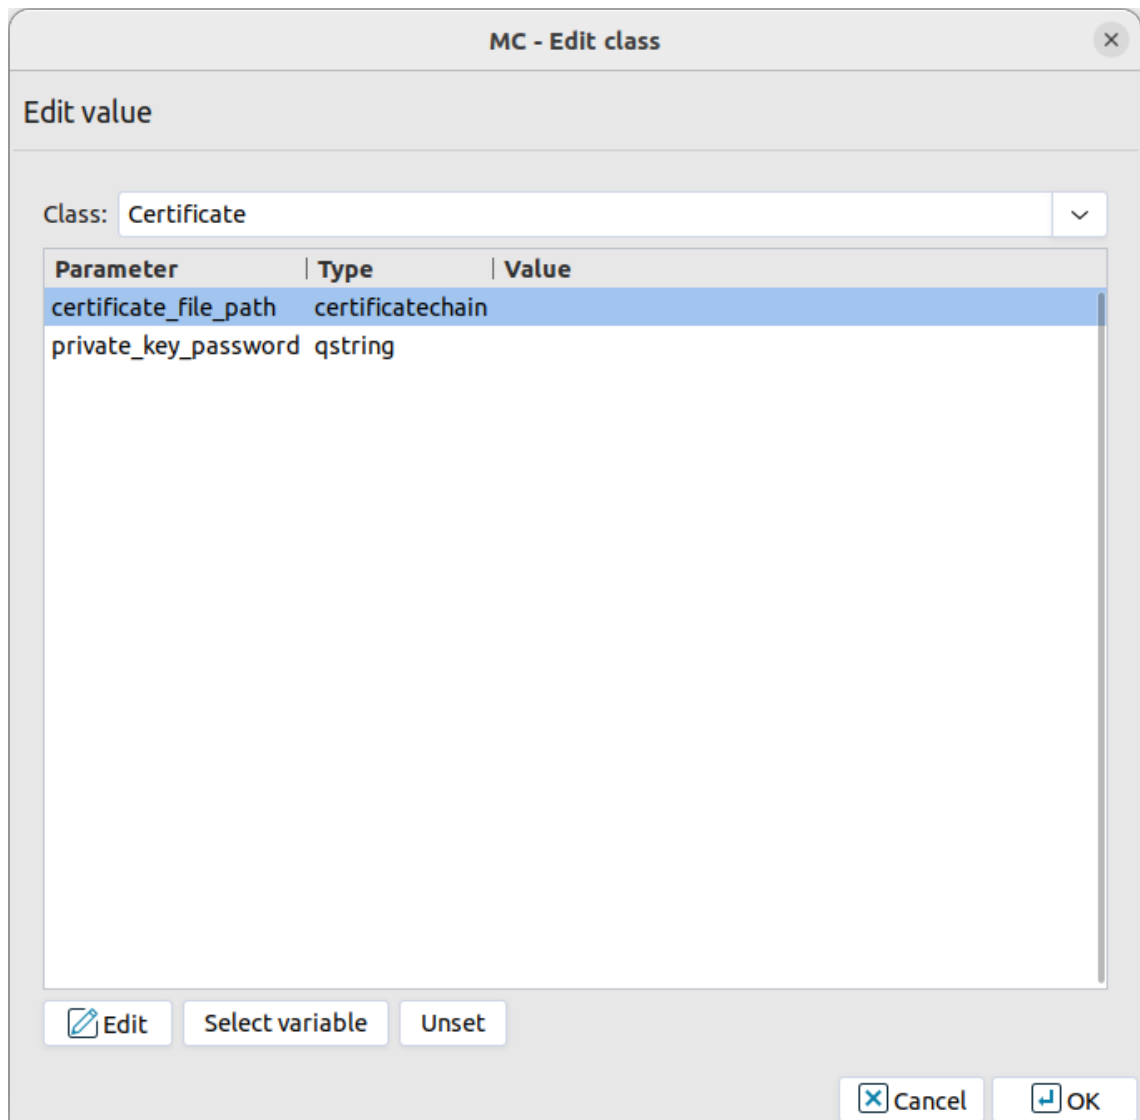 MC - Edit class
Edit value
Class: Certificate
Parameter Type Value
certificate_file_path certificatechain
private_key_password qstring
Edit Select variable Unset
Cancel OK